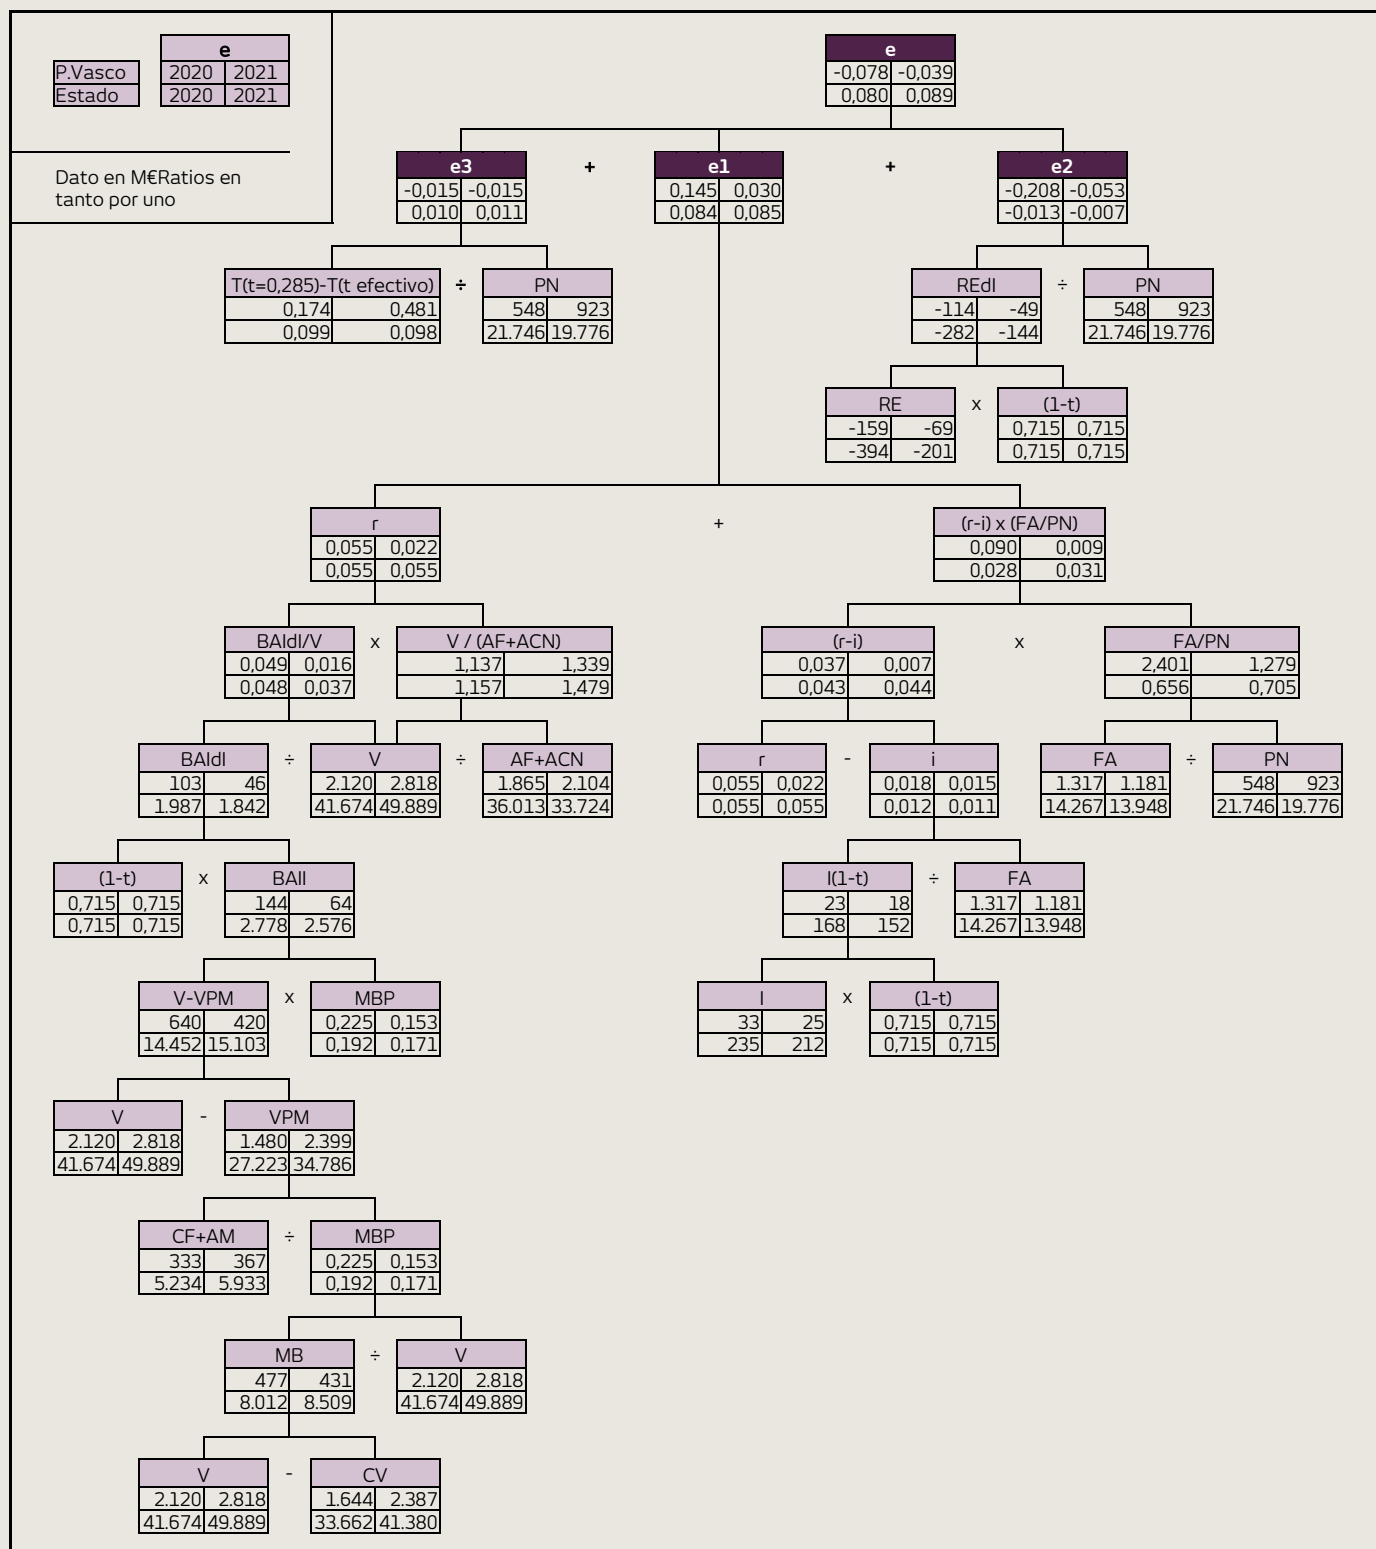 e
e
P.Vasco 2020 2021
-0,078 -0,039
Estado 2020 2021
0,080 0,089
e3 + e1 + e2
Dato en M€Ratios en
tanto por uno
-0,015 -0,015 0,145 0,030 -0,208 -0,053
0,010 0,011 0,084 0,085 -0,013 -0,007
T(t=0,285)-T(t efectivo) ÷ PN REdI ÷ PN
0,174 0,481 548 923 -114 -49 548 923
0,099 0,098 21.746 19.776 -282 -144 21.746 19.776
RE x (1-t)
-159 -69 0,715 0,715
-394 -201 0,715 0,715
r + (r-i) x (FA/PN)
0,055 0,022 0,090 0,009
0,055 0,055 0,028 0,031
BAIdI/V x V / (AF+ACN) (r-i) x FA/PN
0,049 0,016 1,137 1,339 0,037 0,007 2,401 1,279
0,048 0,037 1,157 1,479 0,043 0,044 0,656 0,705
BAIdI ÷ V ÷ AF+ACN r - i FA ÷ PN
103 46 2.120 2.818 1.865 2.104 0,055 0,022 0,018 0,015 1.317 1.181 548 923
1.987 1.842 41.674 49.889 36.013 33.724 0,055 0,055 0,012 0,011 14.267 13.948 21.746 19.776
(1-t) x BAII I(1-t) ÷ FA
0,715 0,715 144 64 23 18 1.317 1.181
0,715 0,715 2.778 2.576 168 152 14.267 13.948
V-VPM x MBP I x (1-t)
640 420 0,225 0,153 33 25 0,715 0,715
14.452 15.103 0,192 0,171 235 212 0,715 0,715
V - VPM
2.120 2.818 1.480 2.399
41.674 49.889 27.223 34.786
CF+AM ÷ MBP
333 367 0,225 0,153
5.234 5.933 0,192 0,171
MB ÷ V
477 431 2.120 2.818
8.012 8.509 41.674 49.889
V - CV
2.120 2.818 1.644 2.387
41.674 49.889 33.662 41.380